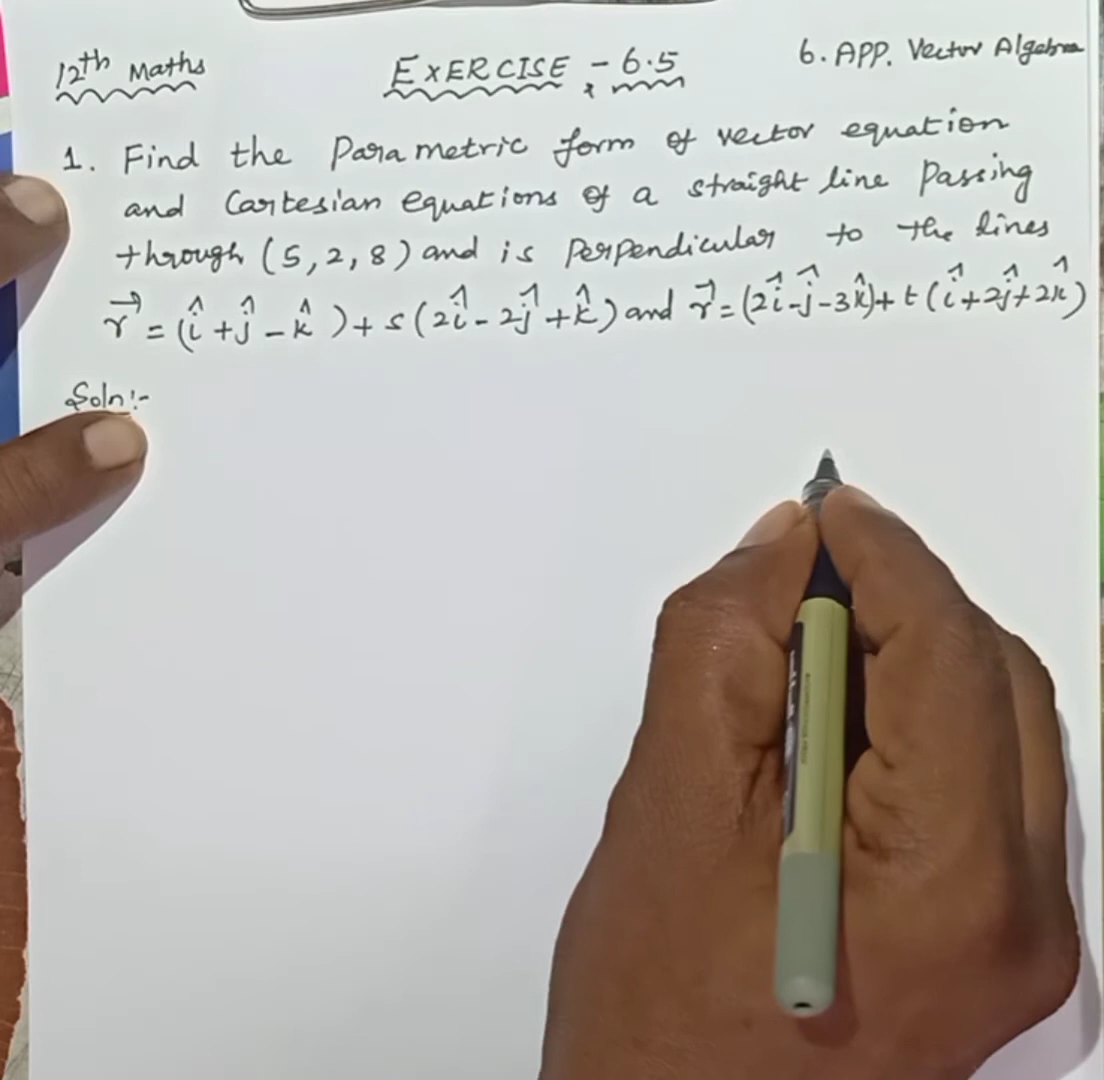 12th Maths EXERCISE - 6.5 6. APP. Vector Algebra
1. Find the Parametric form of vector equation
and Cartesian equations of a straight line Passing
through (5, 2, 8) and is Perpendicular to the lines
r⃗ = (î + ĵ - k̂) + s(2î - 2ĵ + k̂) and r⃗ = (2î - ĵ - 3k̂) + t(î + 2ĵ + 2k̂)
Soln:-